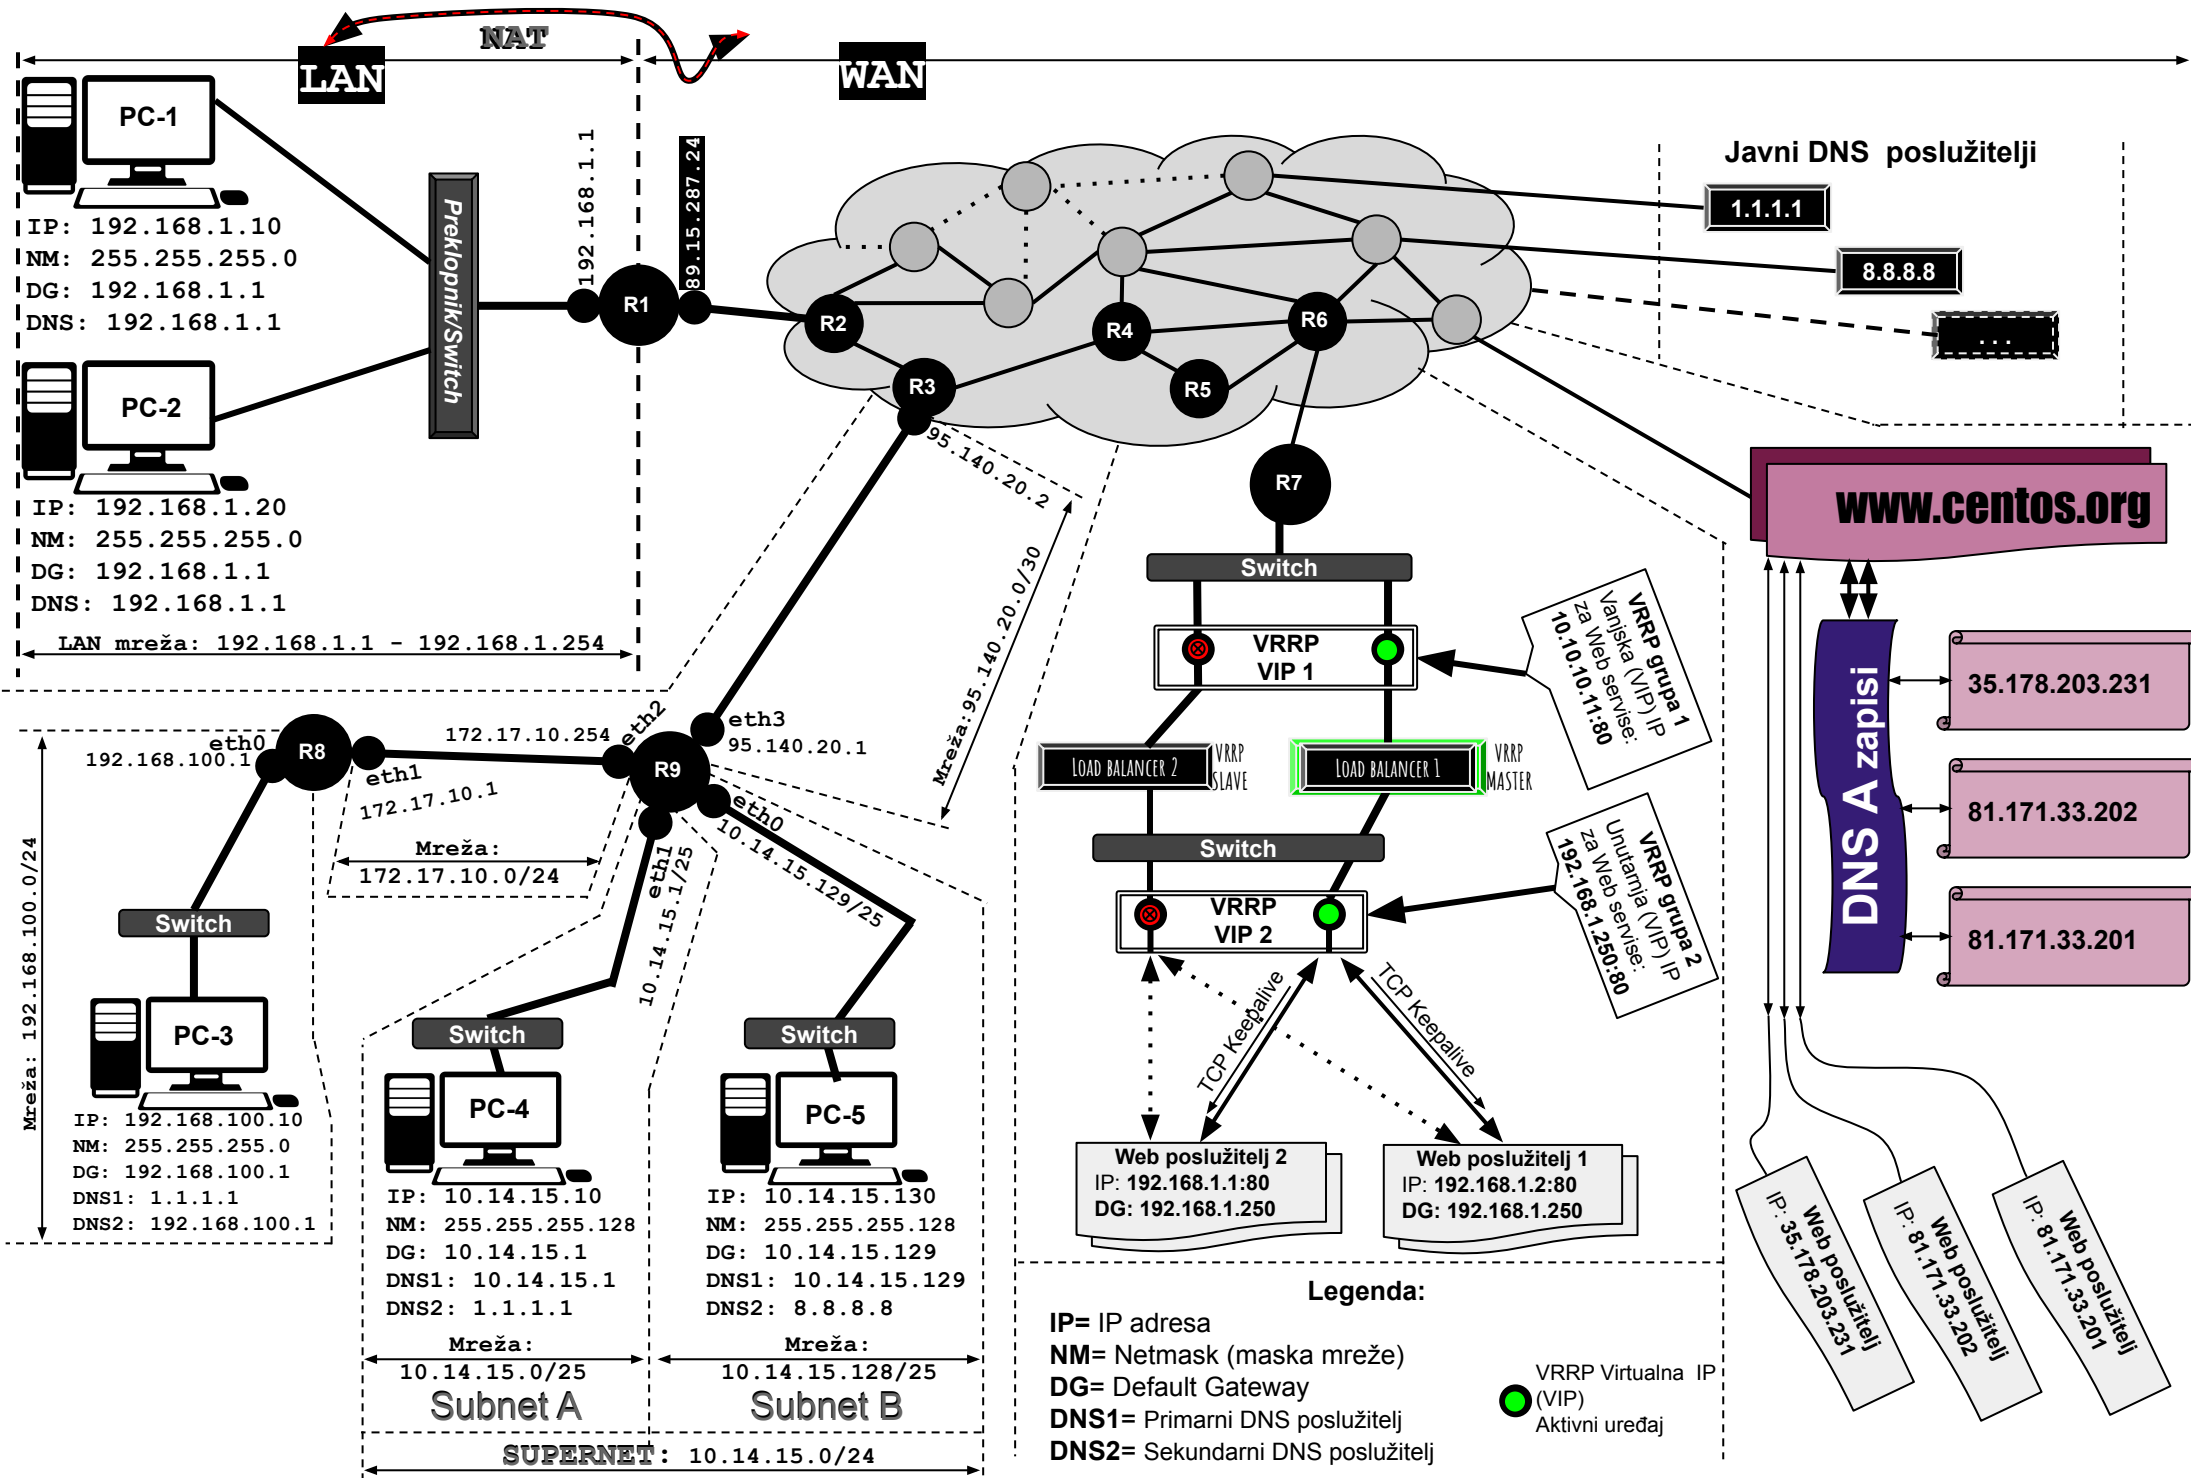 NAT
LAN
WAN
PC-1
IP: 192.168.1.10
NM: 255.255.255.0
DG: 192.168.1.1
DNS: 192.168.1.1
PC-2
IP: 192.168.1.20
NM: 255.255.255.0
DG: 192.168.1.1
DNS: 192.168.1.1
LAN mreža: 192.168.1.1 - 192.168.1.254
Preklopnik/Switch
192.168.1.1
R1
89.15.287.24
R2
R3
R4
R5
R6
R7
95.140.20.2
Mreža:95.140.20.0/30
Javni DNS poslužitelji
1.1.1.1
8.8.8.8
...
www.centos.org
DNS A zapisi
35.178.203.231
81.171.33.202
81.171.33.201
Web poslužitelj
IP: 35.178.203.231
Web poslužitelj
IP: 81.171.33.202
Web poslužitelj
IP: 81.171.33.201
Switch
VRRP
VIP 1
VRRP grupa 1
Vanjska (VIP) IP
za Web servise:
10.10.10.11:80
LOAD BALANCER 2
VRRP
SLAVE
LOAD BALANCER 1
VRRP
MASTER
Switch
VRRP
VIP 2
VRRP grupa 2
Unutarnja (VIP) IP
za Web servise:
192.168.1.250:80
TCP Keepalive
TCP Keepalive
Web poslužitelj 2
IP: 192.168.1.1:80
DG: 192.168.1.250
Web poslužitelj 1
IP: 192.168.1.2:80
DG: 192.168.1.250
eth0
192.168.100.1
R8
eth1
172.17.10.1
172.17.10.254
eth2
R9
eth3
95.140.20.1
eth0
10.14.15.129/25
eth1
10.14.15.1/25
Mreža:
172.17.10.0/24
Mreža: 192.168.100.0/24
Switch
PC-3
IP: 192.168.100.10
NM: 255.255.255.0
DG: 192.168.100.1
DNS1: 1.1.1.1
DNS2: 192.168.100.1
Switch
PC-4
IP: 10.14.15.10
NM: 255.255.255.128
DG: 10.14.15.1
DNS1: 10.14.15.1
DNS2: 1.1.1.1
Mreža:
10.14.15.0/25
Subnet A
Switch
PC-5
IP: 10.14.15.130
NM: 255.255.255.128
DG: 10.14.15.129
DNS1: 10.14.15.129
DNS2: 8.8.8.8
Mreža:
10.14.15.128/25
Subnet B
SUPERNET: 10.14.15.0/24
Legenda:
IP= IP adresa
NM= Netmask (maska mreže)
DG= Default Gateway
DNS1= Primarni DNS poslužitelj
DNS2= Sekundarni DNS poslužitelj
VRRP Virtualna IP
(VIP)
Aktivni uređaj